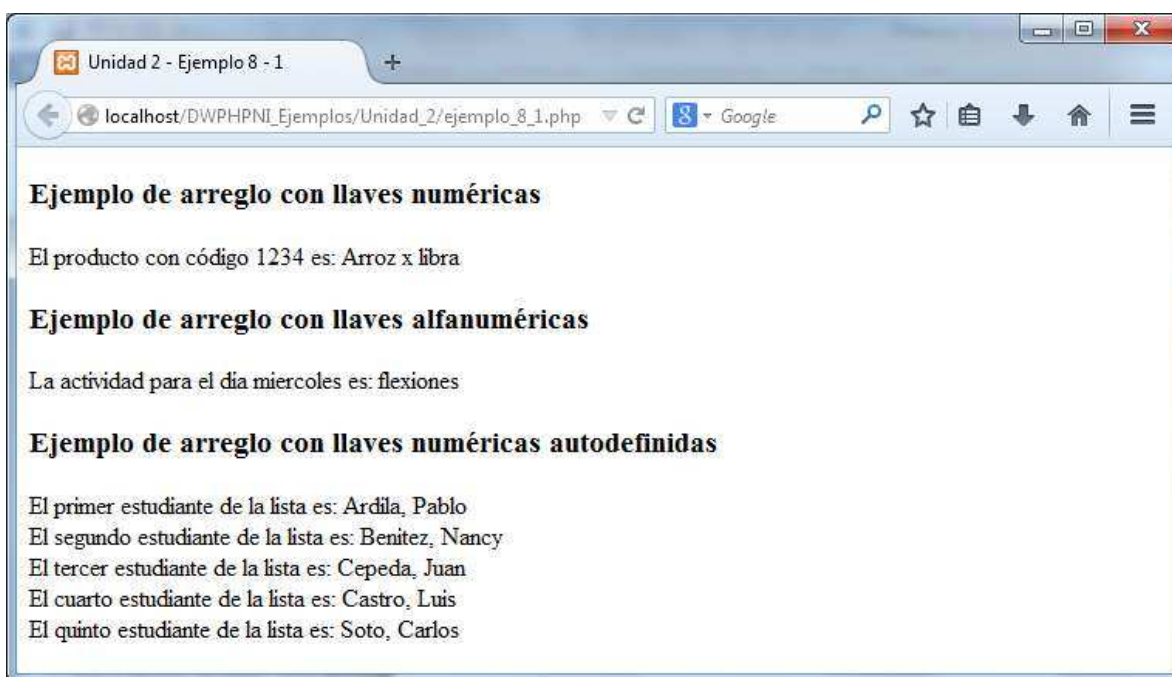 Unidad 2 - Ejemplo 8 - 1
localhost/DWPHPNI_Ejemplos/Unidad_2/ejemplo_8_1.php
8 Google
Ejemplo de arreglo con llaves numéricas
El producto con código 1234 es: Arroz x libra
Ejemplo de arreglo con llaves alfanuméricas
La actividad para el día miercoles es: flexiones
Ejemplo de arreglo con llaves numéricas autodefinidas
El primer estudiante de la lista es: Ardila, Pablo
El segundo estudiante de la lista es: Benitez, Nancy
El tercer estudiante de la lista es: Cepeda, Juan
El cuarto estudiante de la lista es: Castro, Luis
El quinto estudiante de la lista es: Soto, Carlos